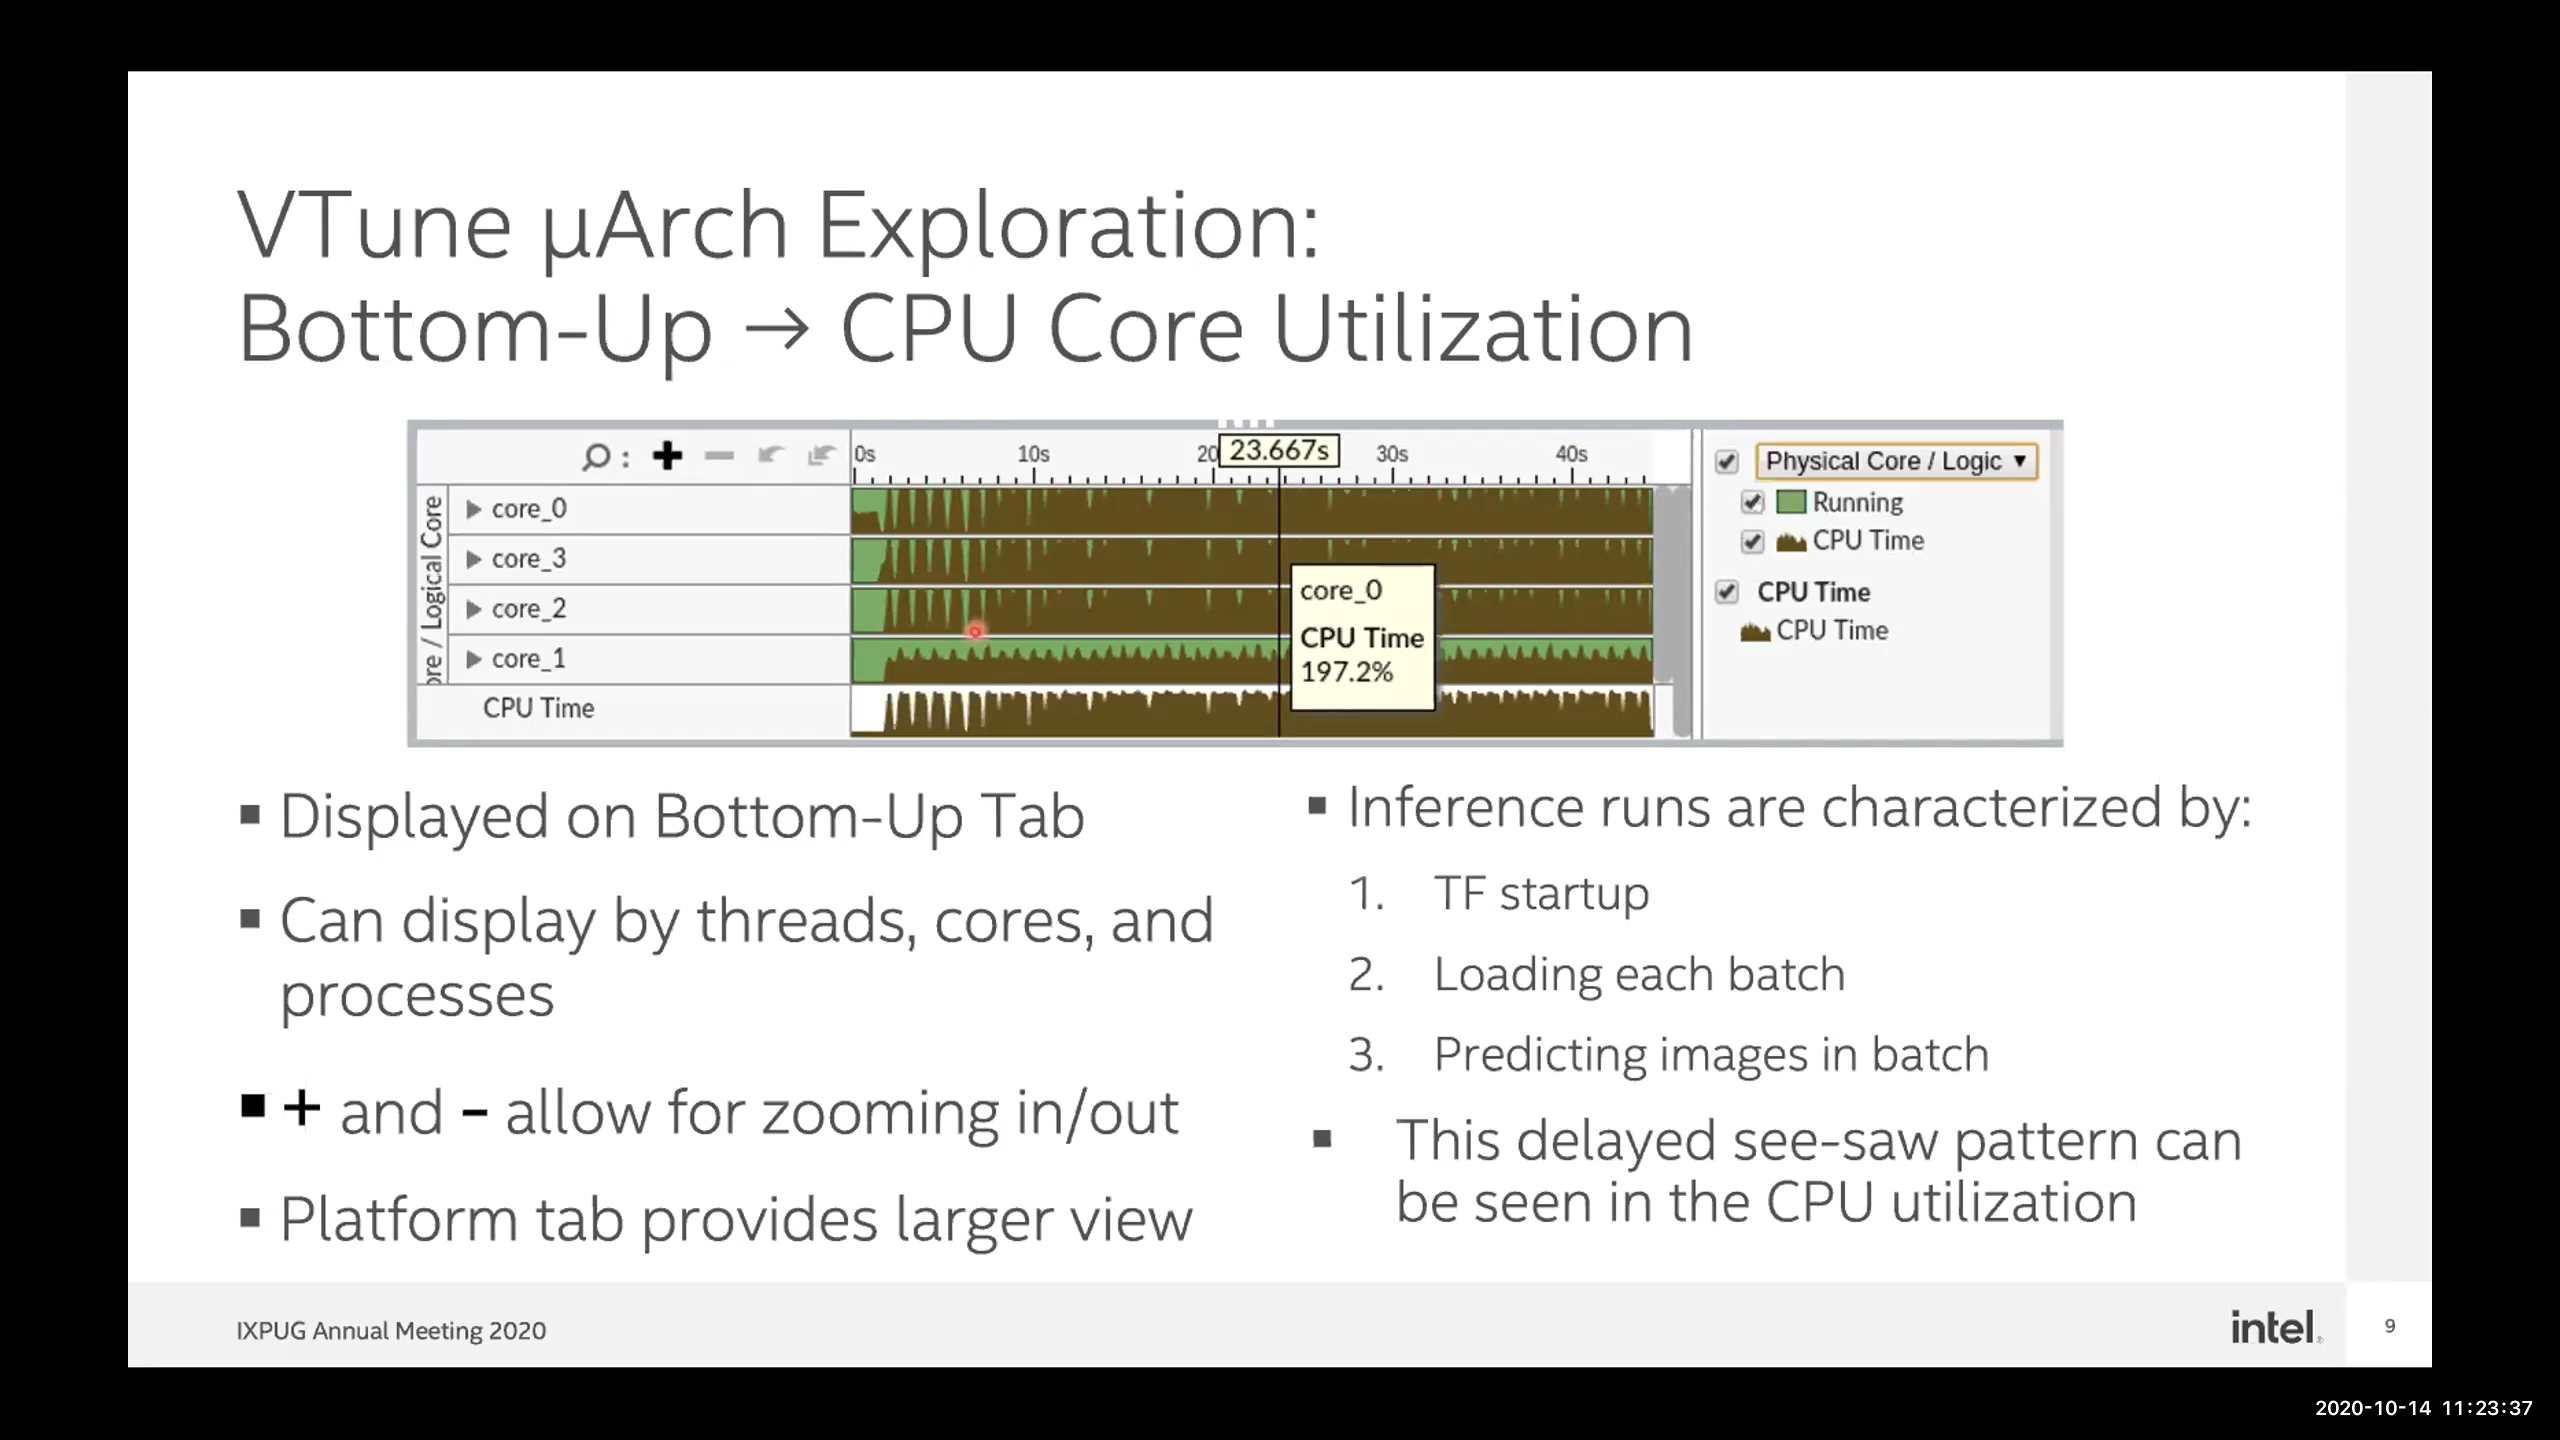 VTune µArch Exploration:
Bottom-Up → CPU Core Utilization
0s 10s 20 23.667s 30s 40s
ore / Logical Core
core_0
core_3
core_2
core_1
CPU Time
core_0
CPU Time
197.2%
Physical Core / Logic
Running
CPU Time
CPU Time
CPU Time
▪ Displayed on Bottom-Up Tab
▪ Can display by threads, cores, and
processes
▪ + and - allow for zooming in/out
▪ Platform tab provides larger view
▪ Inference runs are characterized by:
1. TF startup
2. Loading each batch
3. Predicting images in batch
▪ This delayed see-saw pattern can
be seen in the CPU utilization
IXPUG Annual Meeting 2020
intel.
9
2020-10-14 11:23:37